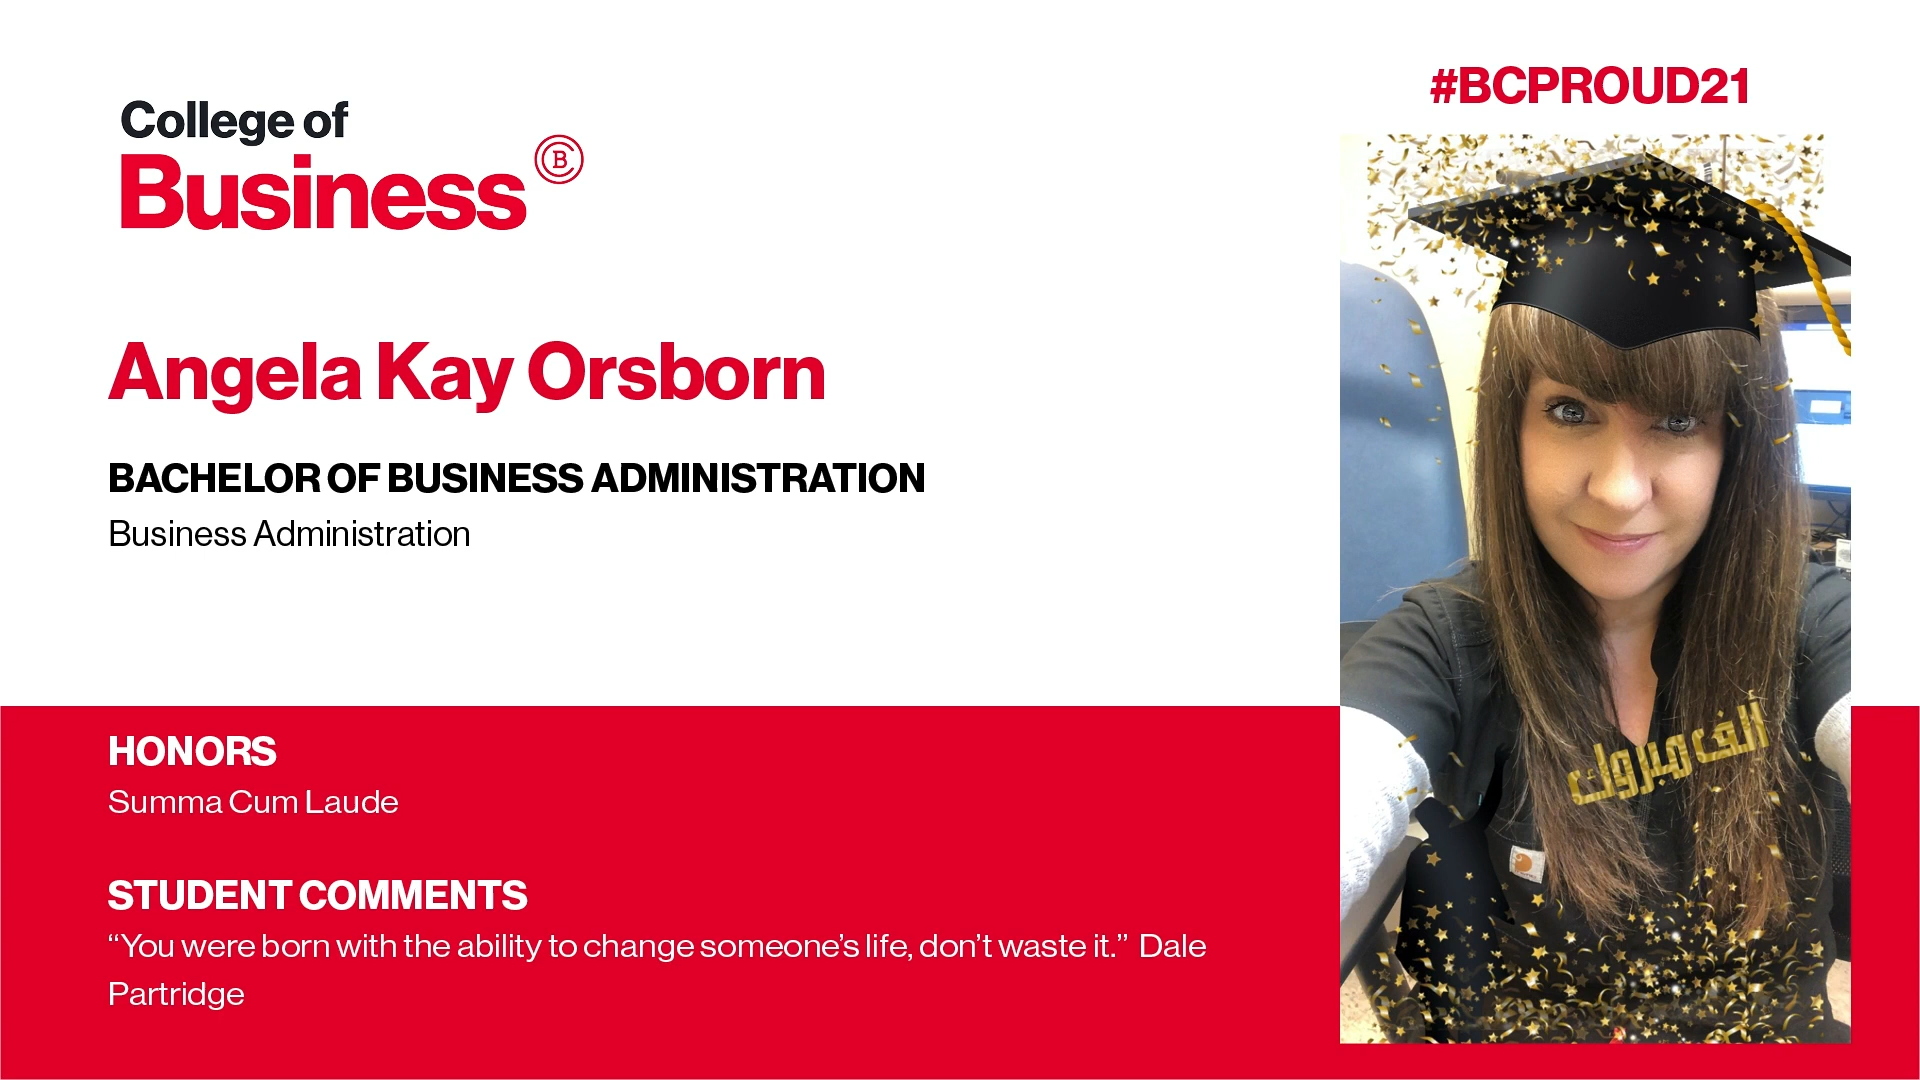 College of
Business
B
#BCPROUD21
Angela Kay Orsborn
BACHELOR OF BUSINESS ADMINISTRATION
Business Administration
HONORS
Summa Cum Laude
STUDENT COMMENTS
“You were born with the ability to change someone’s life, don’t waste it.” Dale
Partridge
ألف مبروك